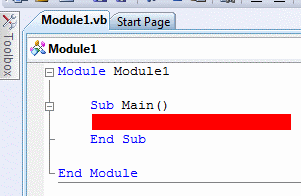 Module1.vb Start Page
Toolbox
Module1
Module Module1
Sub Main()
End Sub
End Module